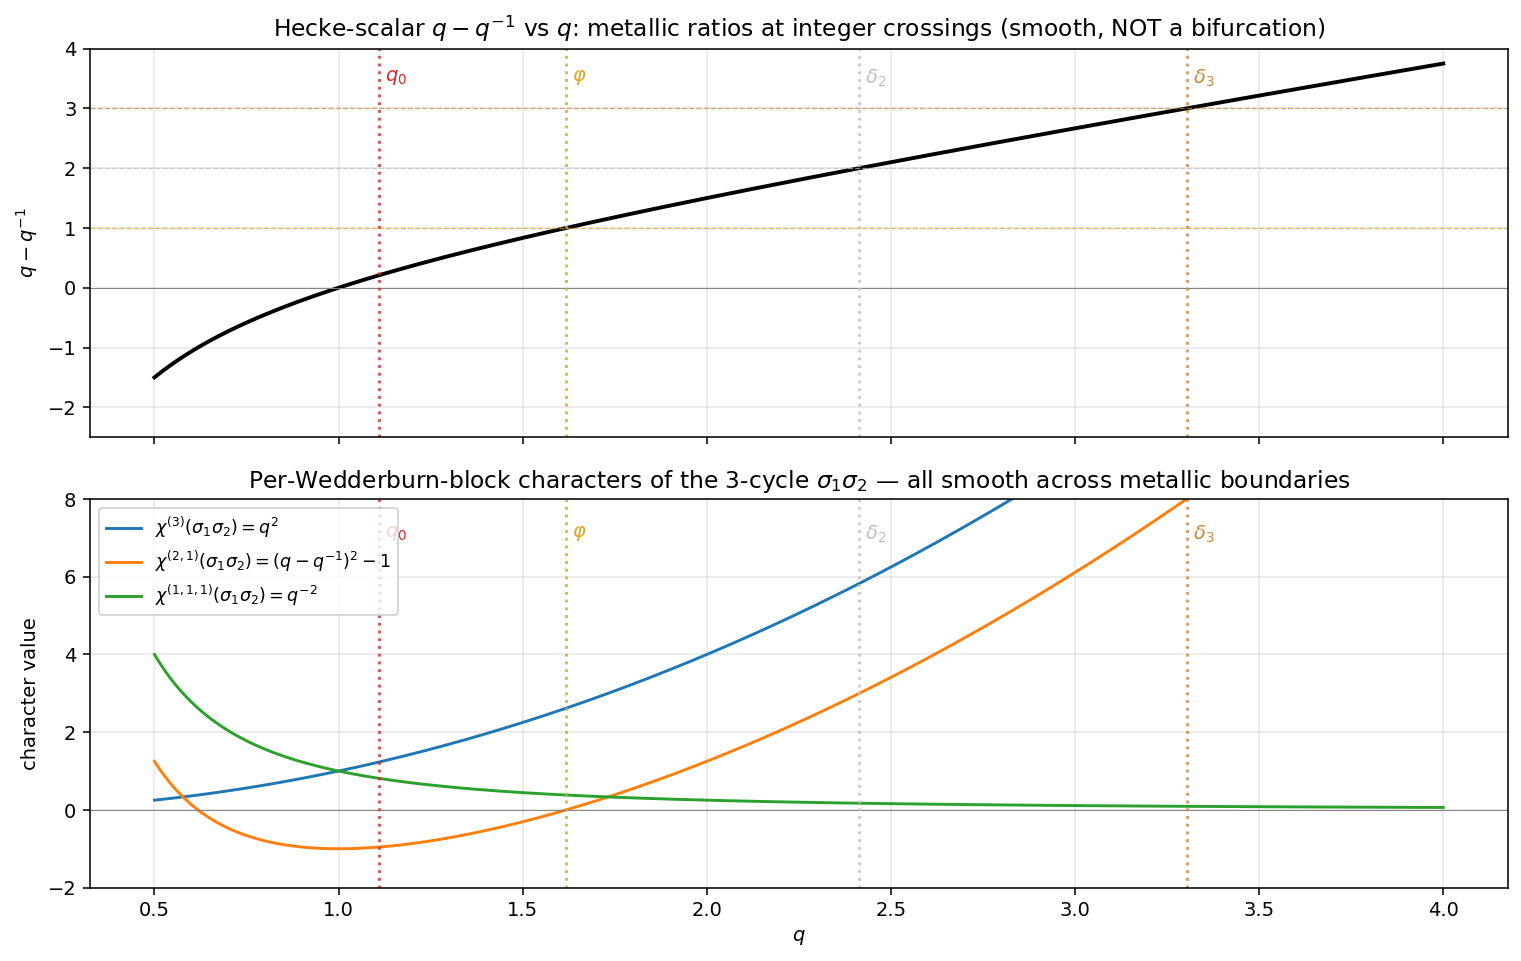 Hecke-scalar q − q⁻¹ vs q: metallic ratios at integer crossings (smooth, NOT a bifurcation)
4
3
2
1
0
−1
−2
q − q⁻¹
q₀
φ
δ₂
δ₃
Per-Wedderburn-block characters of the 3-cycle σ₁σ₂ — all smooth across metallic boundaries
8
6
4
2
0
−2
character value
χ⁽³⁾(σ₁σ₂) = q²
χ⁽²,¹⁾(σ₁σ₂) = (q − q⁻¹)² − 1
χ⁽¹,¹,¹⁾(σ₁σ₂) = q⁻²
q₀
φ
δ₂
δ₃
0.5 1.0 1.5 2.0 2.5 3.0 3.5 4.0
q